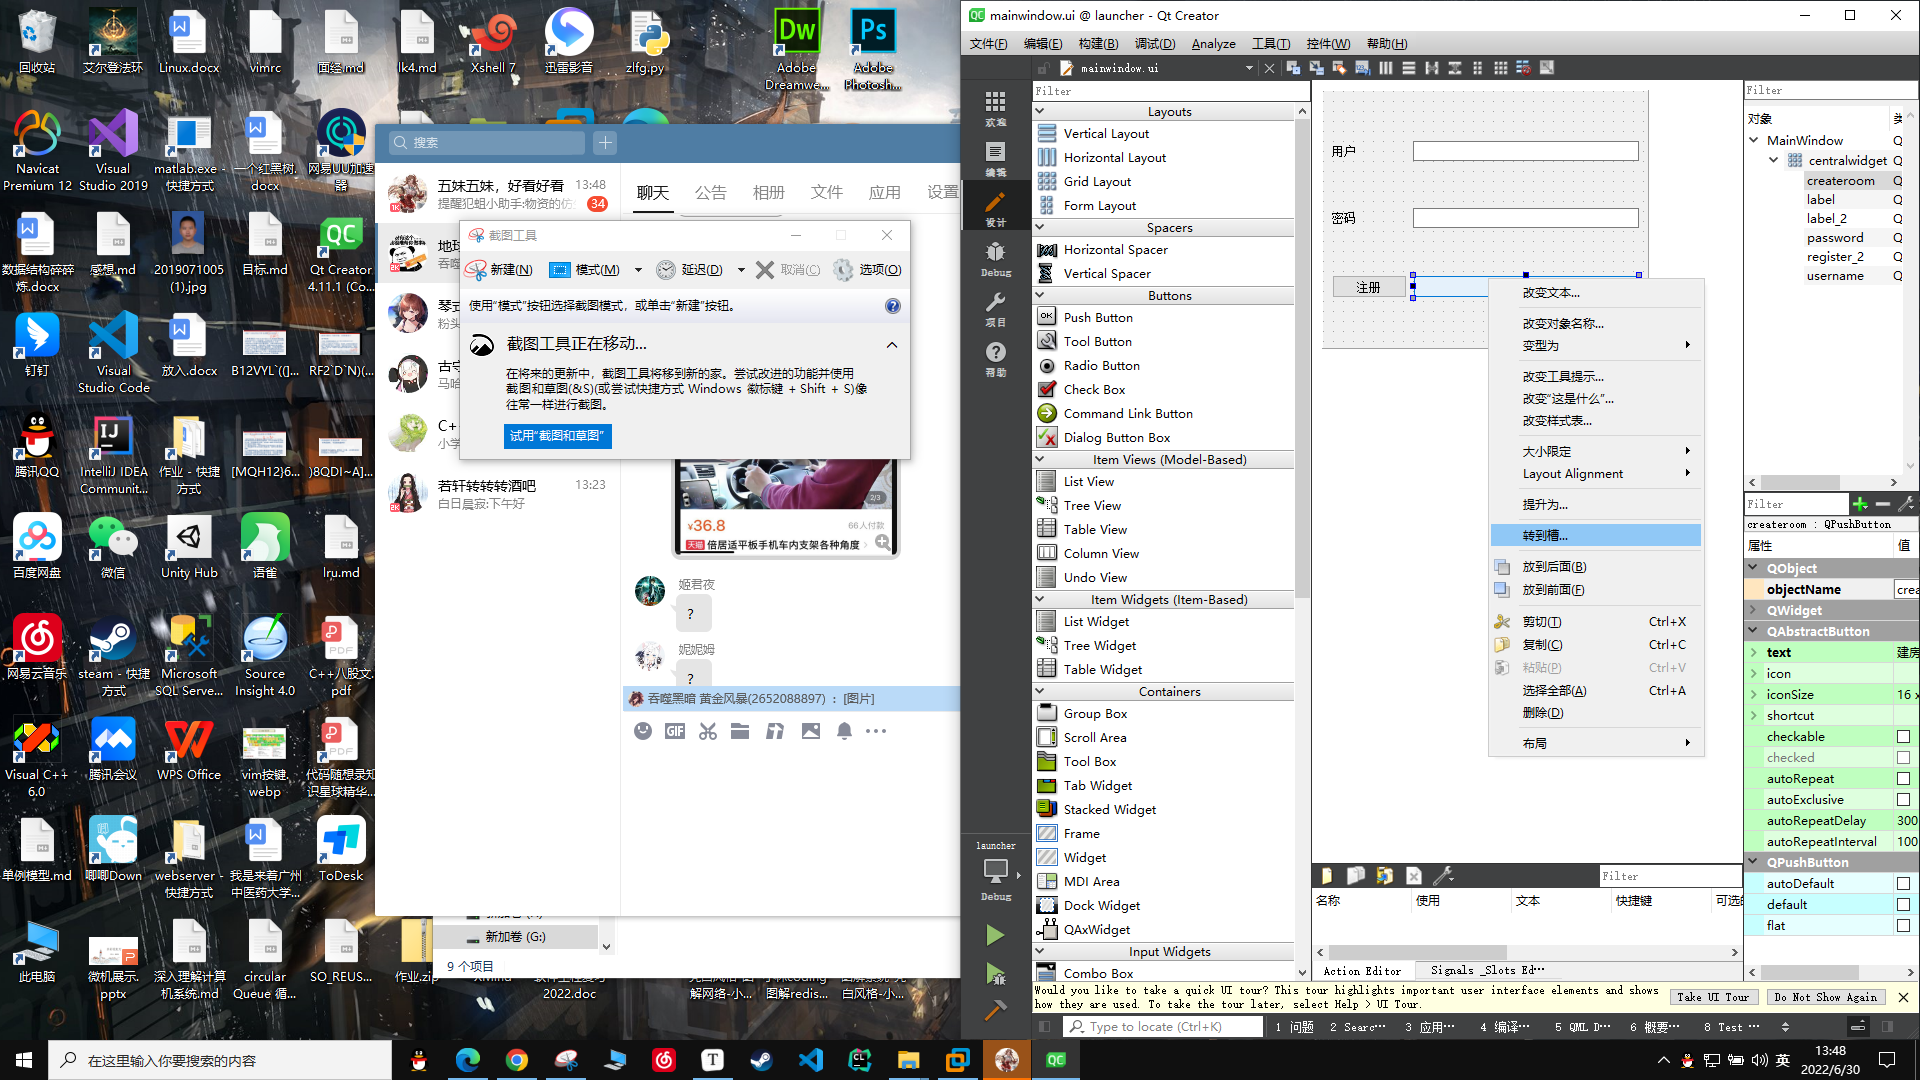 回收站
艾尔登法环
Linux.docx
vimrc
面经.md
lk4.md
Xshell 7
迅雷影音
zlfg.py
Adobe Dreamwe...
Adobe Photosh...
Navicat Premium 12
Visual Studio 2019
matlab.exe - 快捷方式
一个红黑树.docx
网易UU加速器
数据结构碎碎炼.docx
感想.md
2019071005 (1).jpg
目标.md
Qt Creator 4.11.1 (Co...
钉钉
Visual Studio Code
放入.docx
B12VYL`(([...
RF2`D`N)(...
腾讯QQ
IntelliJ IDEA Communit...
作业 - 快捷方式
[MQH12}6...
)8QDI~A]...
百度网盘
微信
Unity Hub
语雀
lru.md
网易云音乐
steam - 快捷方式
Microsoft SQL Serve...
Source Insight 4.0
C++八股文.pdf
Visual C++ 6.0
腾讯会议
WPS Office
vim按键.webp
代码随想录知识星球精华...
单例模型.md
唧唧Down
webserver - 快捷方式
我是来着广州中医药大学...
ToDesk
此电脑
微机展示.pptx
深入理解计算机系统.md
circular Queue 循...
SO_REUS...
作业.zip
2022.doc
解网络-小...
图解redis...
白风格-小...
新加卷 (G:)
9 个项目
搜索
五妹五妹，好看好看
13:48
提醒犯蛆小助手:物资的仿
34
若轩转转转酒吧
13:23
白日晨寂:下午好
聊天
公告
相册
文件
应用
设置
截图工具
新建(N)
模式(M)
延迟(D)
取消(C)
选项(O)
使用“模式”按钮选择截图模式，或单击“新建”按钮。
截图工具正在移动...
在将来的更新中，截图工具将移到新的家。尝试改进的功能并使用
截图和草图(&S)(或尝试快捷方式 Windows 徽标键 + Shift + S)像
往常一样进行截图。
试用“截图和草图”
2/3
¥36.8
66人付款
天猫 倍居适平板手机车内支架各种角度
姬君夜
?
妮妮姆
?
吞噬黑暗 黄金风暴(2652088897) : [图片]
GIF
mainwindow.ui @ launcher - Qt Creator
文件(F)
编辑(E)
构建(B)
调试(D)
Analyze
工具(T)
控件(W)
帮助(H)
mainwindow.ui
欢迎
编辑
设计
Debug
项目
帮助
launcher
Debug
Filter
Layouts
Vertical Layout
Horizontal Layout
Grid Layout
Form Layout
Spacers
Horizontal Spacer
Vertical Spacer
Buttons
Push Button
Tool Button
Radio Button
Check Box
Command Link Button
Dialog Button Box
Item Views (Model-Based)
List View
Tree View
Table View
Column View
Undo View
Item Widgets (Item-Based)
List Widget
Tree Widget
Table Widget
Containers
Group Box
Scroll Area
Tool Box
Tab Widget
Stacked Widget
Frame
Widget
MDI Area
Dock Widget
QAxWidget
Input Widgets
Combo Box
用户
密码
注册
改变文本...
改变对象名称...
变型为
改变工具提示...
改变“这是什么”...
改变样式表...
大小限定
Layout Alignment
提升为...
转到槽...
放到后面(B)
放到前面(F)
剪切(T)
Ctrl+X
复制(C)
Ctrl+C
粘贴(P)
Ctrl+V
选择全部(A)
Ctrl+A
删除(D)
布局
Filter
对象
MainWindow
Q
centralwidget
Q
createroom
Q
label
Q
label_2
Q
password
Q
register_2
Q
username
Q
Filter
createroom : QPushButton
属性
值
QObject
objectName
crea
QWidget
QAbstractButton
text
建房
icon
iconSize
16 x
shortcut
checkable
checked
autoRepeat
autoExclusive
autoRepeatDelay
300
autoRepeatInterval
100
QPushButton
autoDefault
default
flat
Filter
名称
使用
文本
快捷键
可选的
Action Editor
Signals _Slots Ed…
Would you like to take a quick UI tour? This tour highlights important user interface elements and shows
how they are used. To take the tour later, select Help > UI Tour.
Take UI Tour
Do Not Show Again
Type to locate (Ctrl+K)
1 问题
2 Searc…
3 应用…
4 编译…
5 QML D…
6 概要…
8 Test …
在这里输入你要搜索的内容
英
13:48
2022/6/30